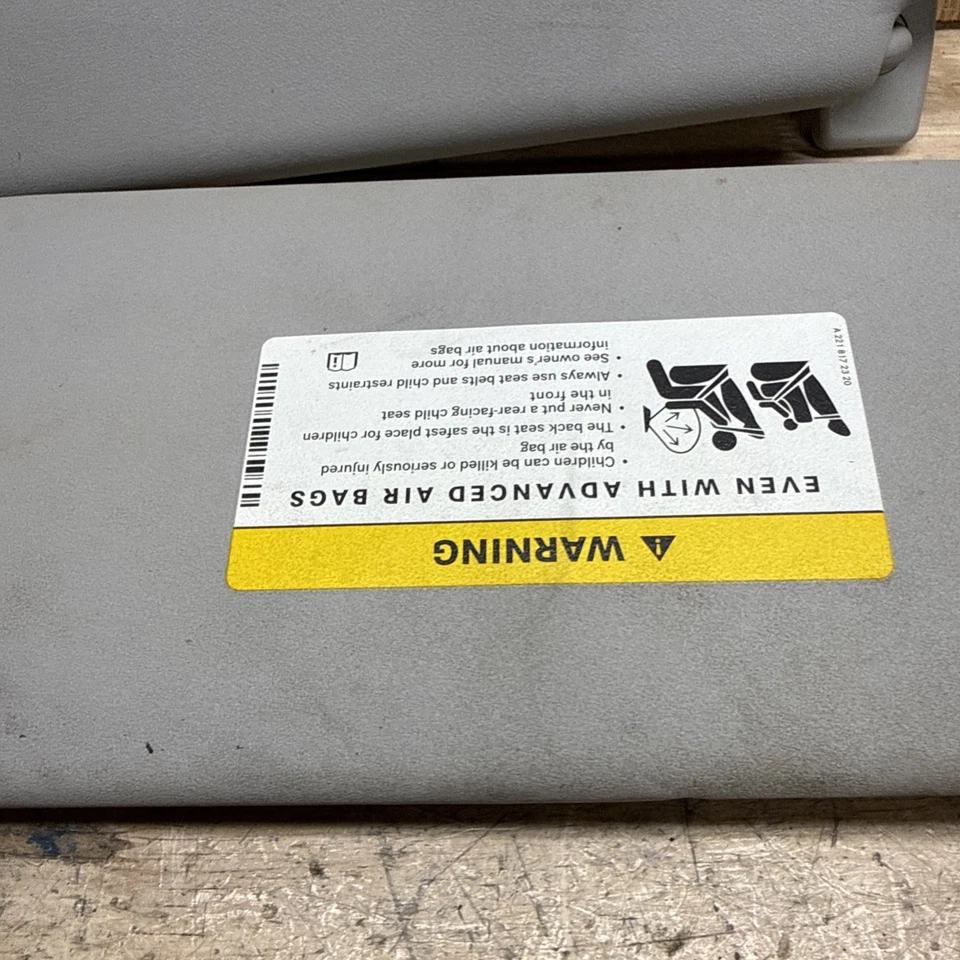 WARNING
EVEN WITH ADVANCED AIR BAGS
• Children can be killed or seriously injured
by the air bag
• The back seat is the safest place for children
• Never put a rear-facing child seat
in the front
• Always use seat belts and child restraints
• See owner's manual for more
information about air bags
A 221 817 23 20